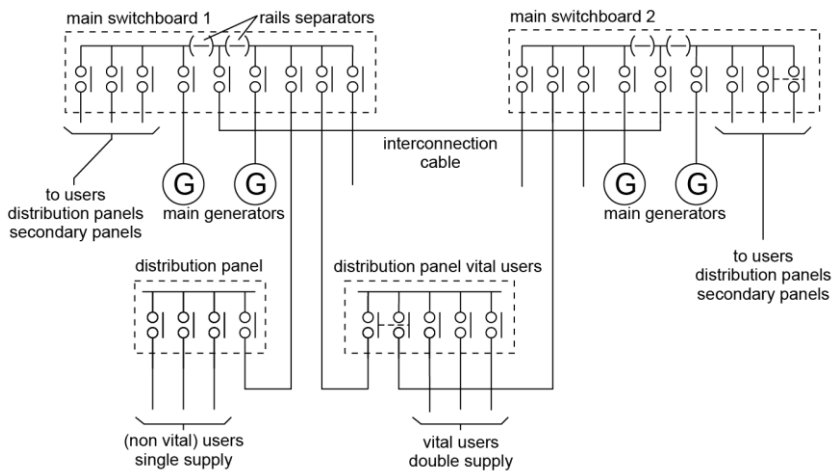 main switchboard 1
rails separators
main switchboard 2
interconnection
cable
G
G
G
G
to users
distribution panels
secondary panels
main generators
main generators
to users
distribution panels
secondary panels
distribution panel
distribution panel vital users
(non vital) users
single supply
vital users
double supply